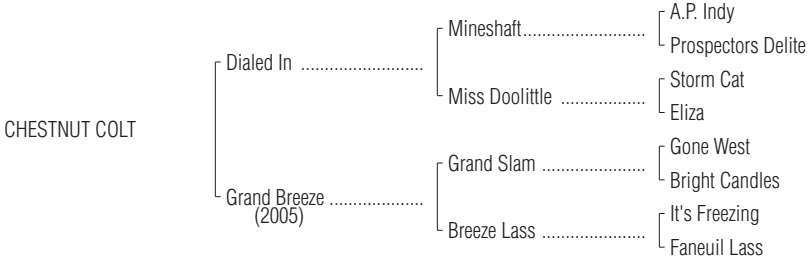 A.P. Indy
Mineshaft..........................
Prospectors Delite
Dialed In ..........................
Storm Cat
Miss Doolittle ..................
Eliza
CHESTNUT COLT
Gone West
Grand Slam ......................
Bright Candles
Grand Breeze ....................
(2005)
It's Freezing
Breeze Lass ......................
Faneuil Lass